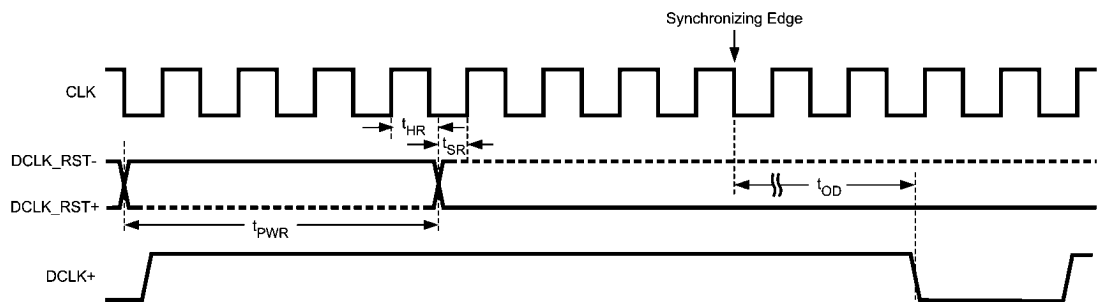 Synchronizing Edge
CLK
tHR
tSR
DCLK_RST-
tOD
DCLK_RST+
tPWR
DCLK+